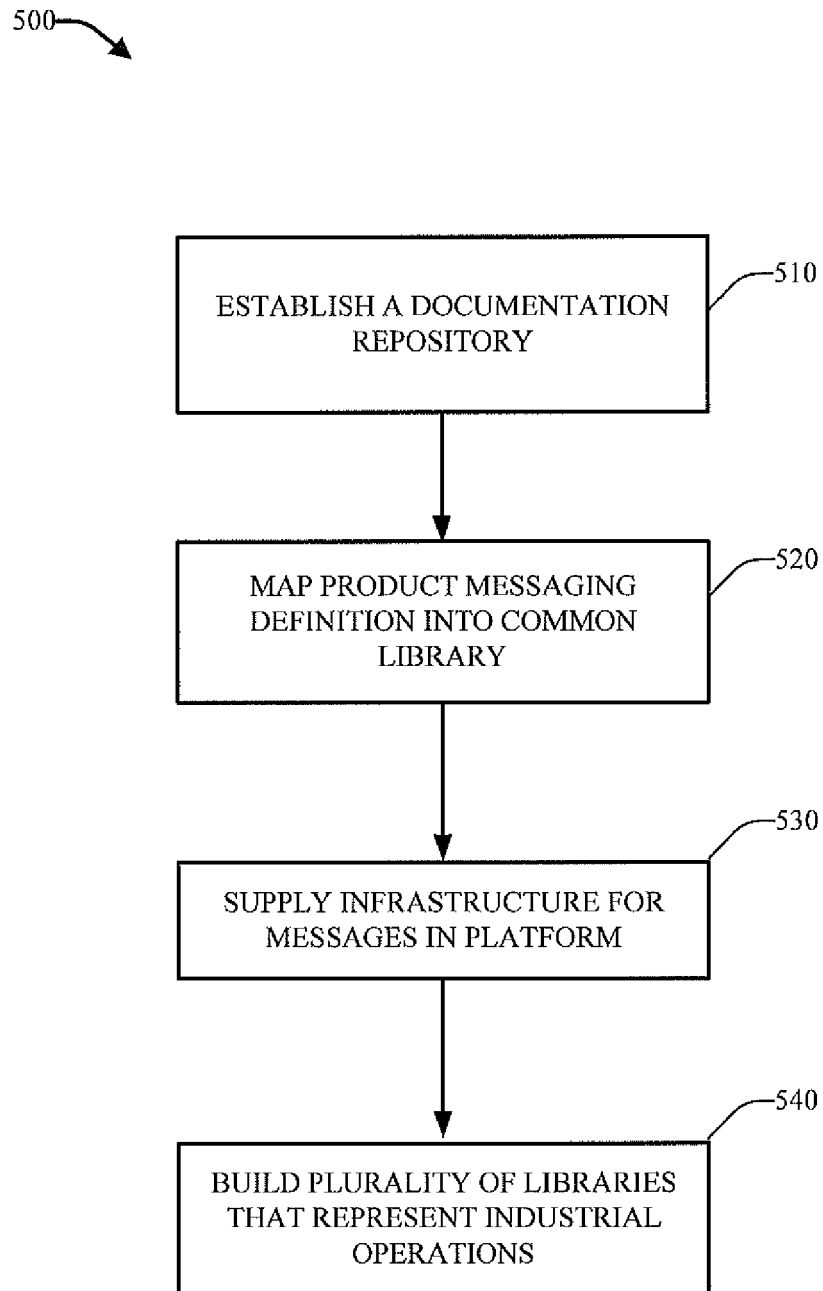 500
ESTABLISH A DOCUMENTATION
REPOSITORY
510
MAP PRODUCT MESSAGING
DEFINITION INTO COMMON
LIBRARY
520
SUPPLY INFRASTRUCTURE FOR
MESSAGES IN PLATFORM
530
BUILD PLURALITY OF LIBRARIES
THAT REPRESENT INDUSTRIAL
OPERATIONS
540